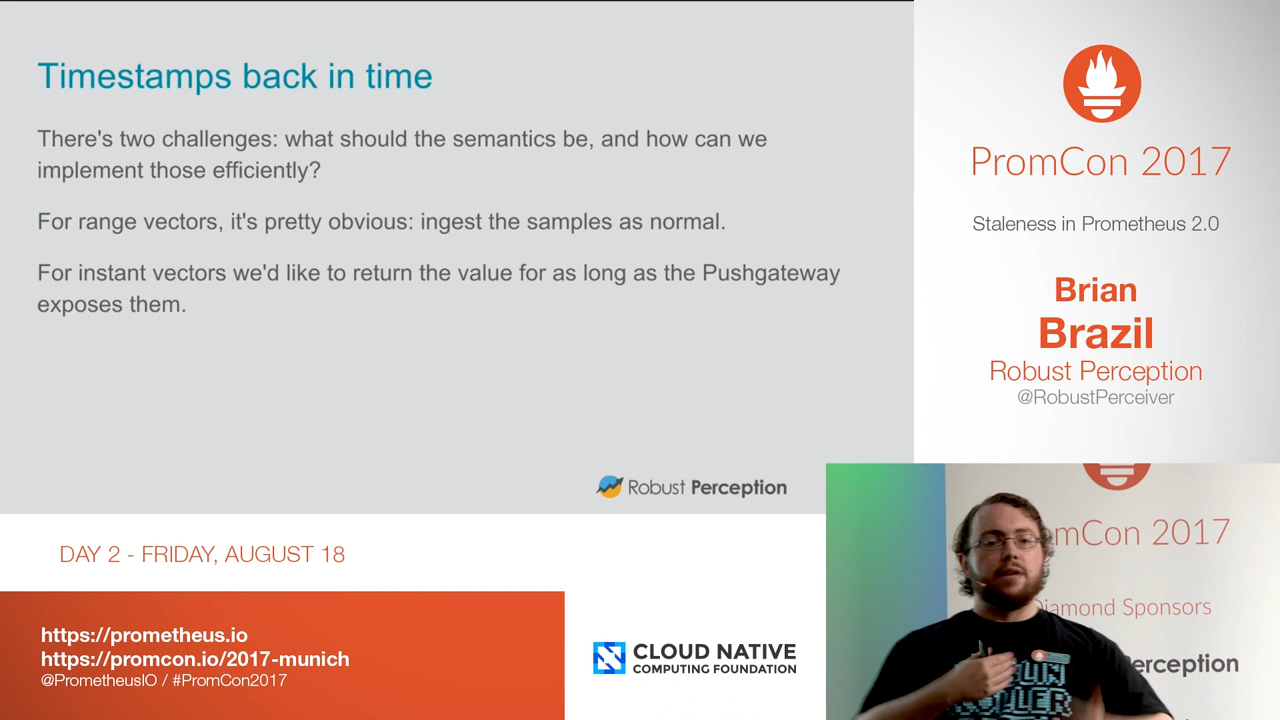 Timestamps back in time
There's two challenges: what should the semantics be, and how can we
implement those efficiently?
For range vectors, it's pretty obvious: ingest the samples as normal.
For instant vectors we'd like to return the value for as long as the Pushgateway
exposes them.
Robust Perception
PromCon 2017
Staleness in Prometheus 2.0
Brian
Brazil
Robust Perception
@RobustPerceiver
DAY 2 - FRIDAY, AUGUST 18
https://prometheus.io
https://promcon.io/2017-munich
@PrometheusIO / #PromCon2017
CLOUD NATIVE
COMPUTING FOUNDATION
mCon 2017
Diamond Sponsors
erception